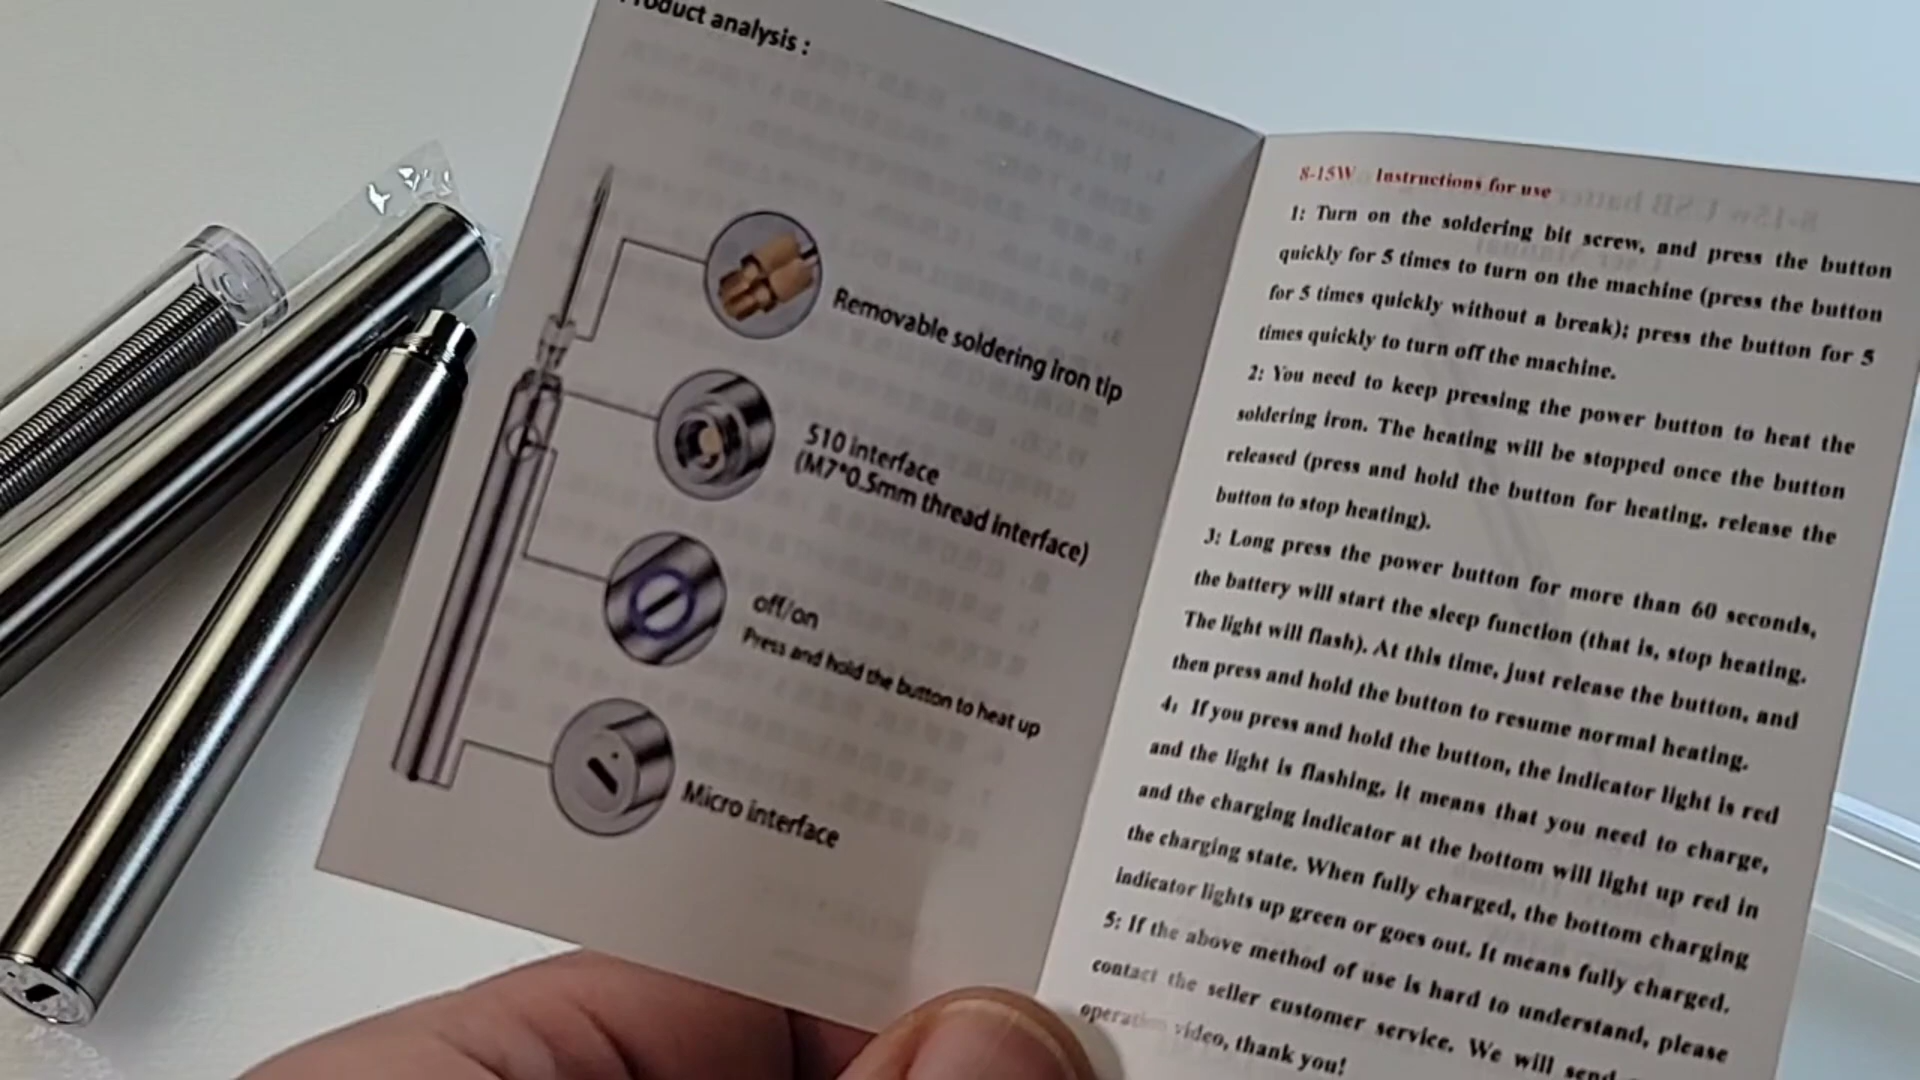 Product analysis :
Removable soldering iron tip
510 interface
(M7*0.5mm thread interface)
off/on
Press and hold the button to heat up
Micro interface
8-15W Instructions for use
1: Turn on the soldering bit screw, and press the button
quickly for 5 times to turn on the machine (press the button
for 5 times quickly without a break); press the button for 5
times quickly to turn off the machine.
2: You need to keep pressing the power button to heat the
soldering iron. The heating will be stopped once the button
released (press and hold the button for heating, release the
button to stop heating).
3: Long press the power button for more than 60 seconds,
the battery will start the sleep function (that is, stop heating.
The light will flash). At this time, just release the button, and
then press and hold the button to resume normal heating.
4: If you press and hold the button, the indicator light is red
and the light is flashing, it means that you need to charge,
and the charging indicator at the bottom will light up red in
the charging state. When fully charged, the bottom charging
indicator lights up green or goes out. It means fully charged.
5: If the above method of use is hard to understand, please
contact the seller customer service. We will send
operation video, thank you!